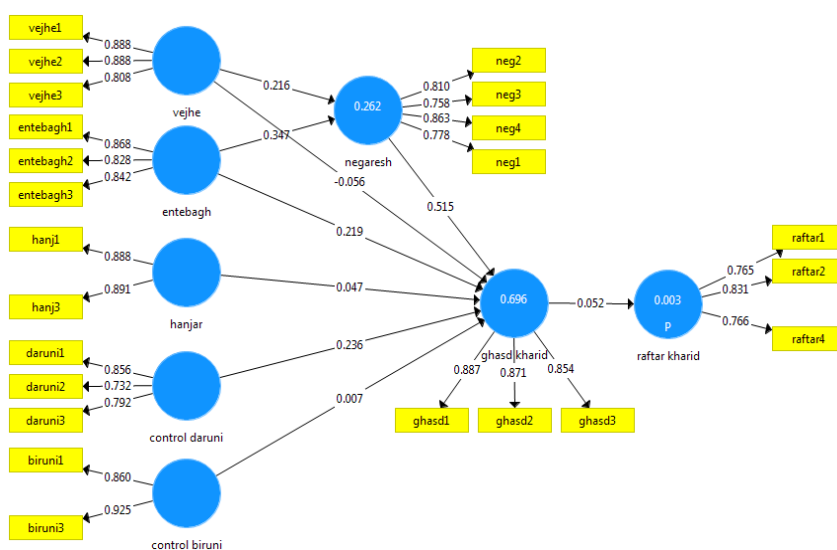 vejhe1
vejhe2
vejhe3
0.888
0.888
0.808
vejhe
entebagh1
entebagh2
entebagh3
0.868
0.828
0.842
entebagh
hanj1
hanj3
0.888
0.891
hanjar
daruni1
daruni2
daruni3
0.856
0.732
0.792
control daruni
biruni1
biruni3
0.860
0.925
control biruni
0.216
0.347
-0.056
0.219
0.047
0.236
0.007
0.262
negaresh
0.810
0.758
0.863
0.778
neg2
neg3
neg4
neg1
0.515
0.696
ghasd kharid
0.887
0.871
0.854
ghasd1
ghasd2
ghasd3
0.052
0.003
p
raftar kharid
0.765
0.831
0.766
raftar1
raftar2
raftar4